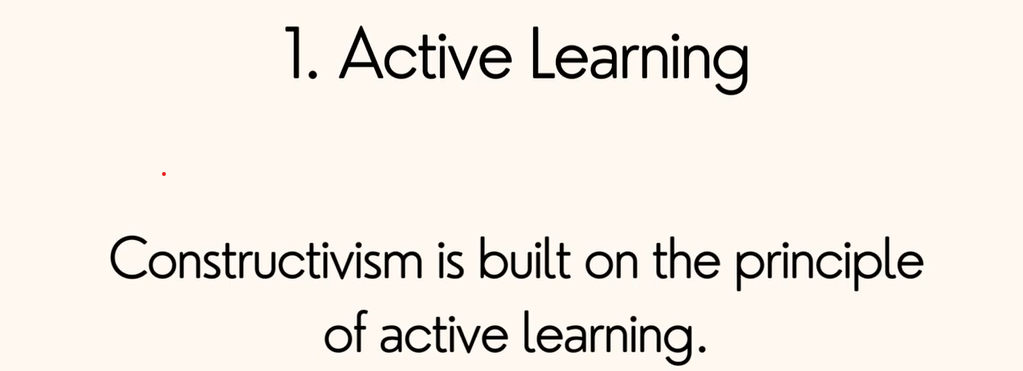 1. Active Learning
Constructivism is built on the principle
of active learning.